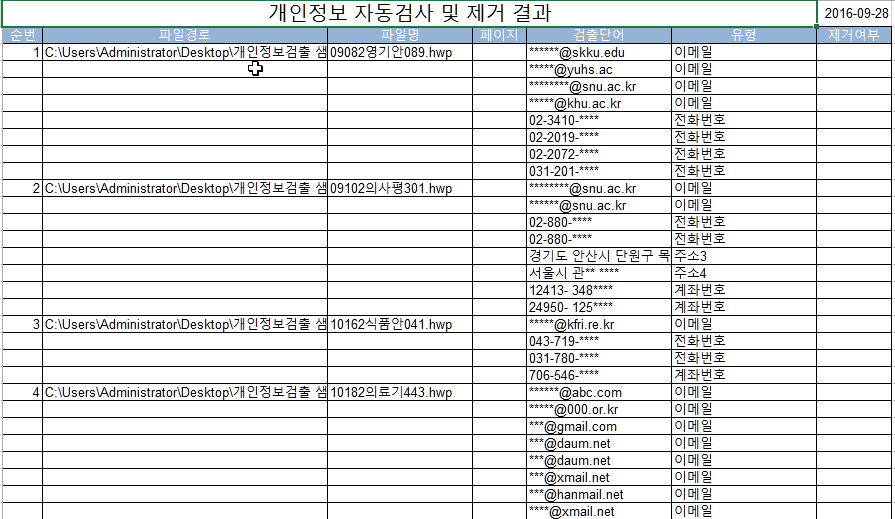 개인정보 자동검사 및 제거 결과 2016-09-28
순번 파일경로 파일명 페이지 검출단어 유형 제거여부
1 C:\Users\Administrator\Desktop\개인정보검출 샘 09082영기안089.hwp ******@skku.edu 이메일
*****@yuhs.ac 이메일
********@snu.ac.kr 이메일
*****@khu.ac.kr 이메일
02-3410-**** 전화번호
02-2019-**** 전화번호
02-2072-**** 전화번호
031-201-**** 전화번호
2 C:\Users\Administrator\Desktop\개인정보검출 샘 09102의사평301.hwp ********@snu.ac.kr 이메일
******@snu.ac.kr 이메일
02-880-**** 전화번호
02-880-**** 전화번호
경기도 안산시 단원구 목 주소3
서울시 관** **** 주소4
12413- 348**** 계좌번호
24950- 125**** 계좌번호
3 C:\Users\Administrator\Desktop\개인정보검출 샘 10162식품안041.hwp *****@kfri.re.kr 이메일
043-719-**** 전화번호
031-780-**** 전화번호
706-546-**** 계좌번호
4 C:\Users\Administrator\Desktop\개인정보검출 샘 10182의료기443.hwp ******@abc.com 이메일
*****@000.or.kr 이메일
***@gmail.com 이메일
***@daum.net 이메일
***@daum.net 이메일
***@xmail.net 이메일
***@hanmail.net 이메일
****@xmail.net 이메일